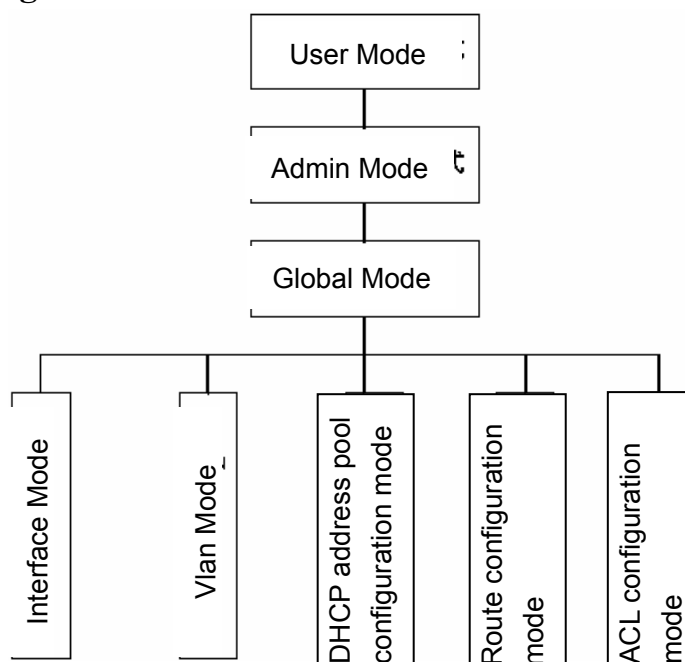 User Mode
Admin Mode
Global Mode
Interface Mode
Vlan Mode
DHCP address pool
configuration mode
Route configuration
mode
ACL configuration
mode